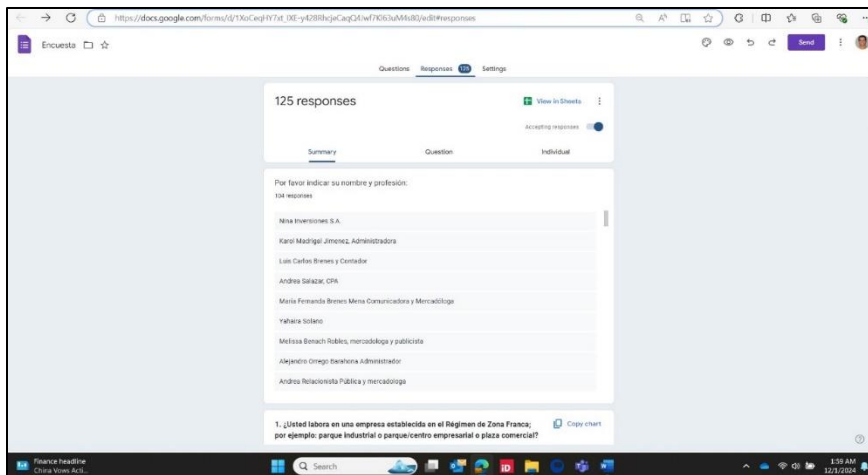 https://docs.google.com/forms/d/1XoCeqHY7xt_IXE-y428RhcjeCaqQ4Jwf7I063uM4s80/edit#responses
Encuesta
Send
Questions Responses 125 Settings
125 responses
View in Sheets
Accepting responses
Summary Question Individual
Por favor indicar su nombre y profesión:
104 responses
Nina Inversiones S.A.
Karol Madrigal Jimenez, Administradora
Luis Carlos Brenes y Contador
Andrea Salazar, CPA
María Fernanda Brenes Mena Comunicadora y Mercadóloga
Yahaira Solano
Melissa Benach Robles, mercadologa y publicista
Alejandro Orrego Barahona Administrador
Andrea Relacionista Pública y mercadologa
1. ¿Usted labora en una empresa establecida en el Régimen de Zona Franca; Copy chart
por ejemplo: parque industrial o parque/centro empresarial o plaza comercial?
Finance headline
China Vows Acti...
Search
1:59 AM
12/1/2024